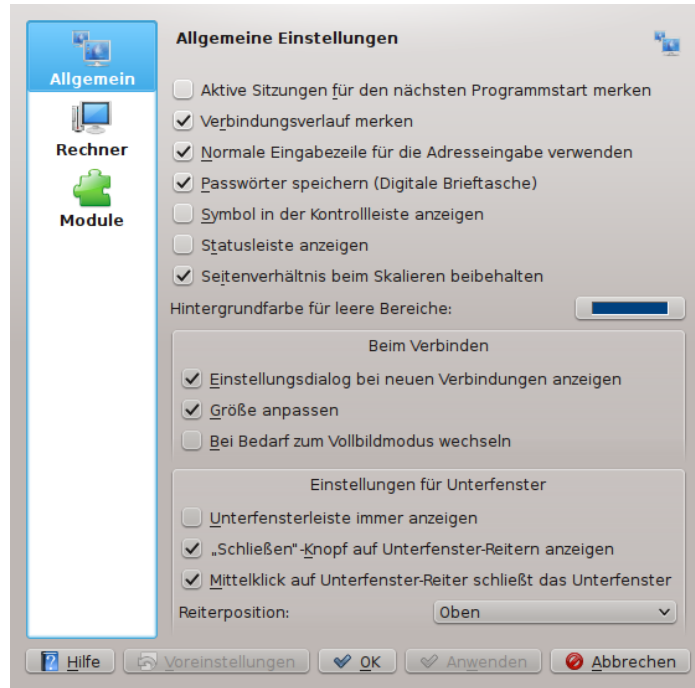 Allgemein
Rechner
Module
Allgemeine Einstellungen
Aktive Sitzungen für den nächsten Programmstart merken
Verbindungsverlauf merken
Normale Eingabezeile für die Adresseingabe verwenden
Passwörter speichern (Digitale Brieftasche)
Symbol in der Kontrollleiste anzeigen
Statusleiste anzeigen
Seitenverhältnis beim Skalieren beibehalten
Hintergrundfarbe für leere Bereiche:
Beim Verbinden
Einstellungsdialog bei neuen Verbindungen anzeigen
Größe anpassen
Bei Bedarf zum Vollbildmodus wechseln
Einstellungen für Unterfenster
Unterfensterleiste immer anzeigen
„Schließen"-Knopf auf Unterfenster-Reitern anzeigen
Mittelklick auf Unterfenster-Reiter schließt das Unterfenster
Reiterposition: Oben
Hilfe Voreinstellungen OK Anwenden Abbrechen